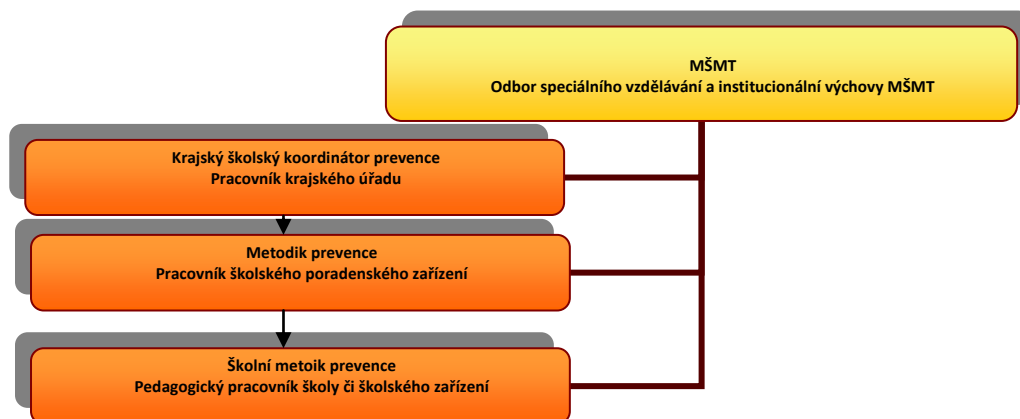 MŠMT
Odbor speciálního vzdělávání a institucionální výchovy MŠMT
Krajský školský koordinátor prevence
Pracovník krajského úřadu
Metodik prevence
Pracovník školského poradenského zařízení
Školní metoik prevence
Pedagogický pracovník školy či školského zařízení